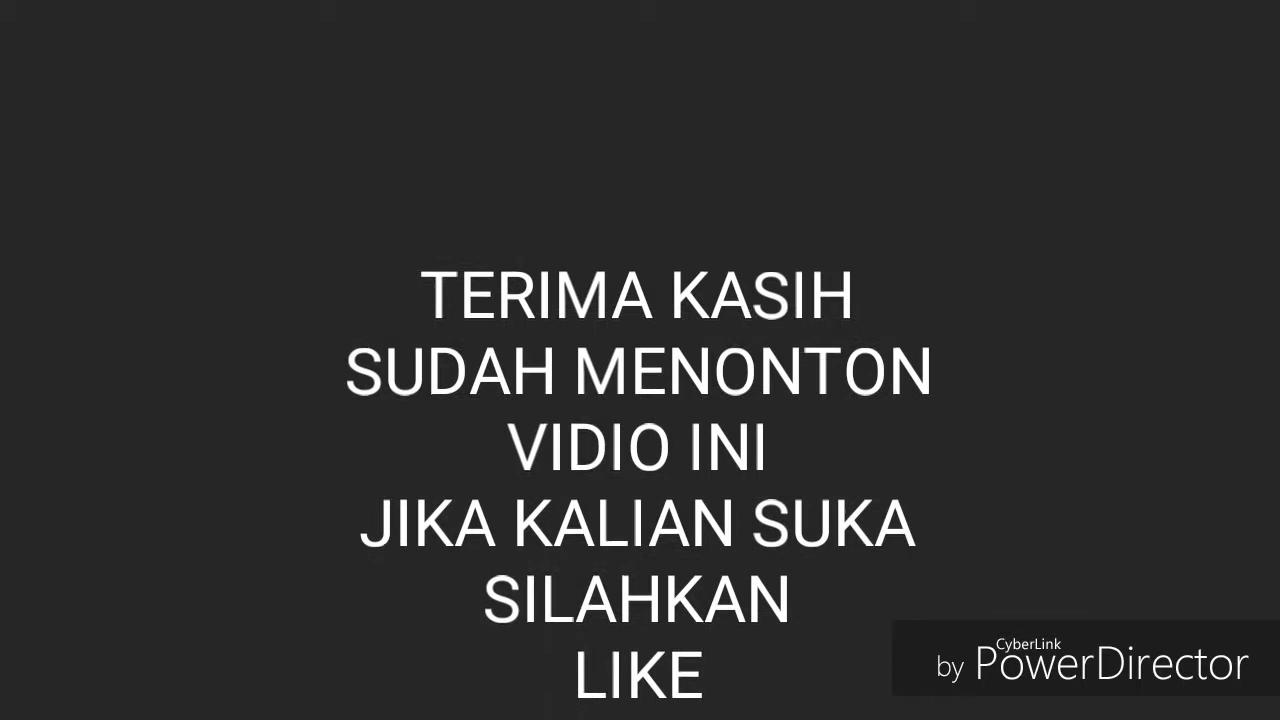 TERIMA KASIH
SUDAH MENONTON
VIDIO INI
JIKA KALIAN SUKA
SILAHKAN
LIKE
CyberLink
by PowerDirector